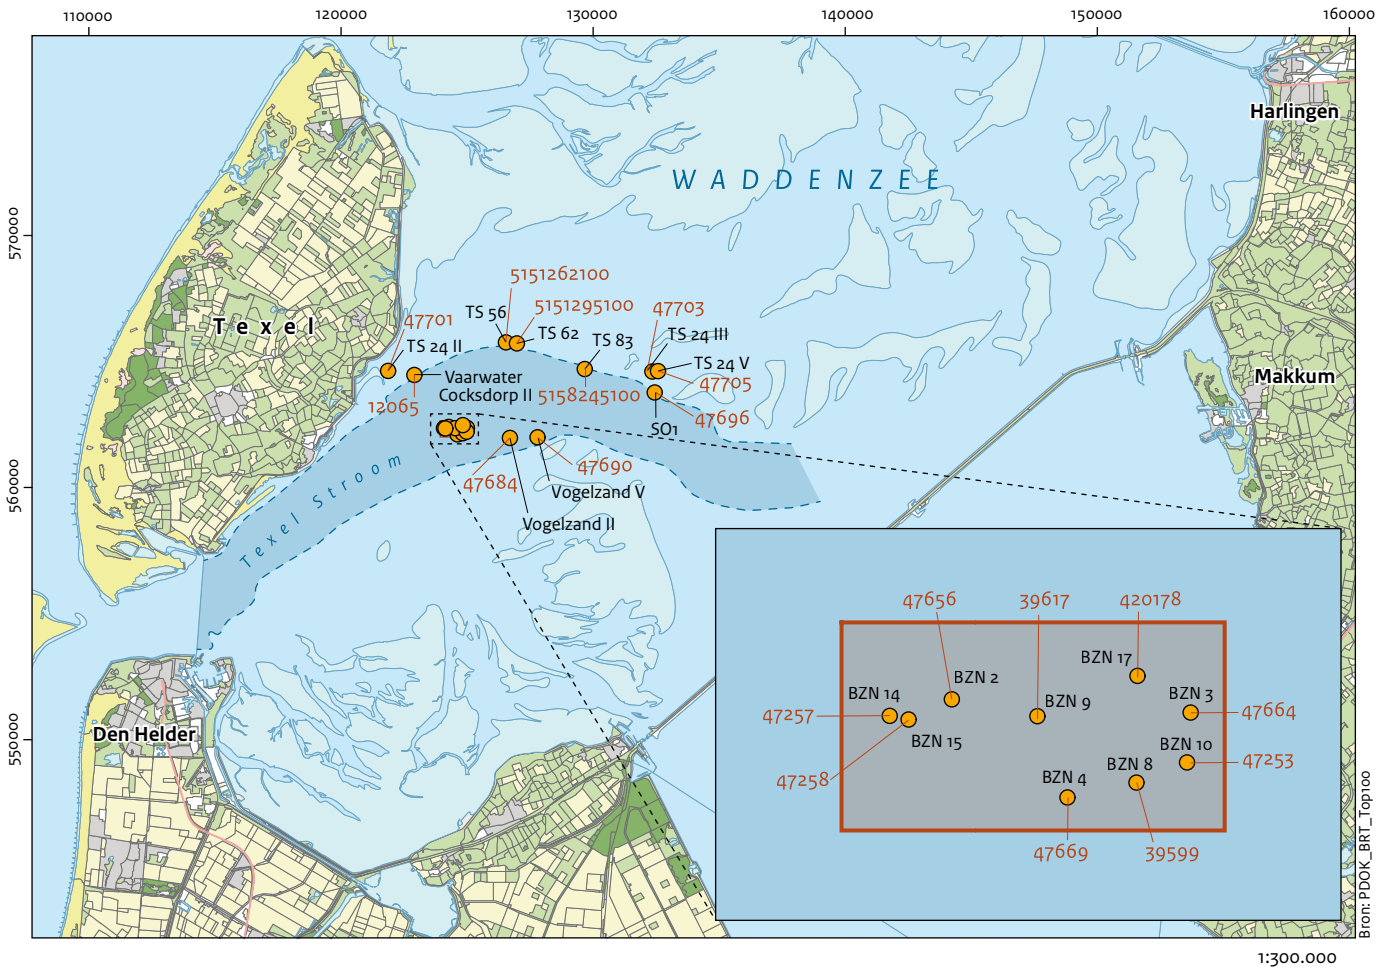 110000
120000
130000
140000
150000
160000
570000
560000
550000
Harlingen
WADDENZEE
Texel
5151262100
TS 56
5151295100
TS 62
47701
TS 24 II
47703
TS 24 III
TS 83
TS 24 V
47705
Vaarwater
Cocksdorp II
12065
5158245100
47696
SO1
Makkum
47690
47684
Vogelzand V
Vogelzand II
Texel Stroom
Den Helder
47656
39617
420178
BZN 17
BZN 2
BZN 14
BZN 9
BZN 3
47257
47664
BZN 15
BZN 10
47258
BZN 4
BZN 8
47253
47669
39599
Bron: PDOK_BRT_Top100
1:300.000